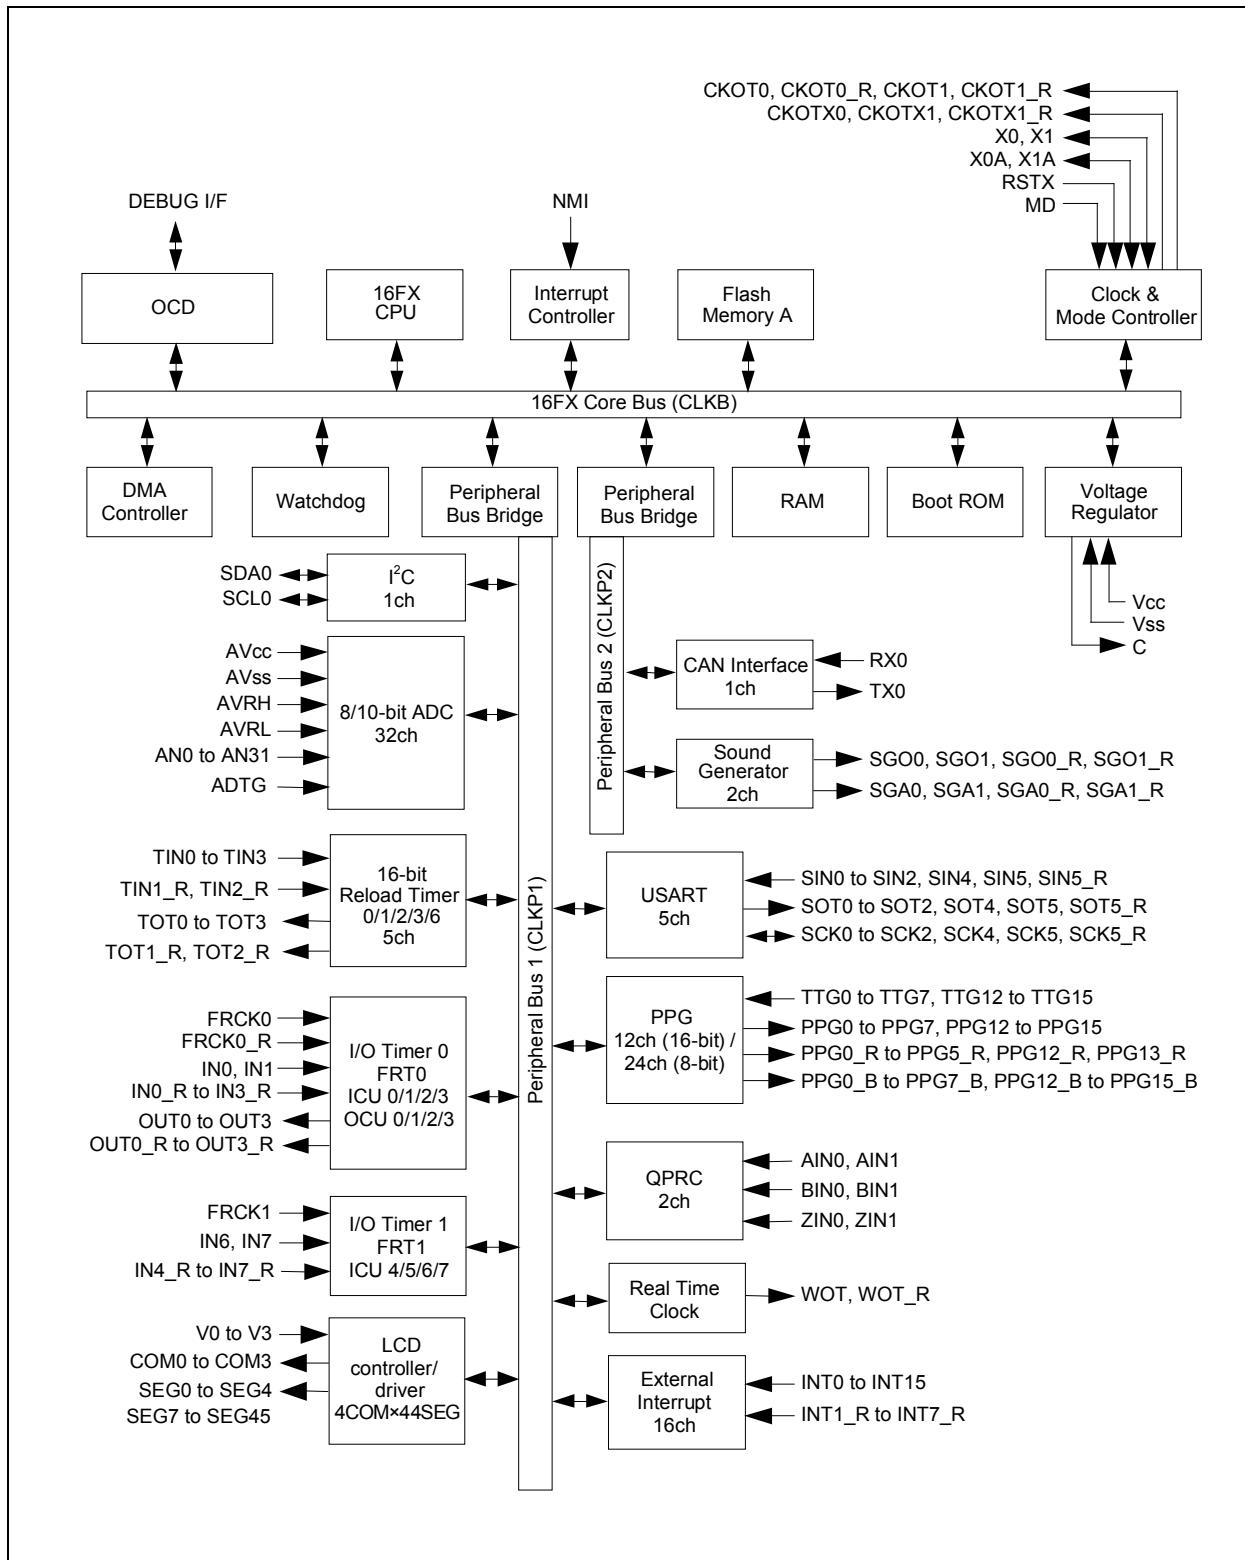 CKOT0, CKOT0_R, CKOT1, CKOT1_R
CKOTX0, CKOTX1, CKOTX1_R
X0, X1
X0A, X1A
RSTX
MD
DEBUG I/F
NMI
OCD
16FX
CPU
Interrupt
Controller
Flash
Memory A
Clock &
Mode Controller
16FX Core Bus (CLKB)
DMA
Controller
Watchdog
Peripheral
Bus Bridge
Peripheral
Bus Bridge
RAM
Boot ROM
Voltage
Regulator
Vcc
Vss
C
SDA0
SCL0
I²C
1ch
AVcc
AVss
AVRH
AVRL
AN0 to AN31
ADTG
8/10-bit ADC
32ch
TIN0 to TIN3
TIN1_R, TIN2_R
TOT0 to TOT3
TOT1_R, TOT2_R
16-bit
Reload Timer
0/1/2/3/6
5ch
FRCK0
FRCK0_R
IN0, IN1
IN0_R to IN3_R
OUT0 to OUT3
OUT0_R to OUT3_R
I/O Timer 0
FRT0
ICU 0/1/2/3
OCU 0/1/2/3
FRCK1
IN6, IN7
IN4_R to IN7_R
I/O Timer 1
FRT1
ICU 4/5/6/7
V0 to V3
COM0 to COM3
SEG0 to SEG4
SEG7 to SEG45
LCD
controller/
driver
4COM×44SEG
Peripheral Bus 1 (CLKP1)
Peripheral Bus 2 (CLKP2)
CAN Interface
1ch
RX0
TX0
Sound
Generator
2ch
SGO0, SGO1, SGO0_R, SGO1_R
SGA0, SGA1, SGA0_R, SGA1_R
USART
5ch
SIN0 to SIN2, SIN4, SIN5, SIN5_R
SOT0 to SOT2, SOT4, SOT5, SOT5_R
SCK0 to SCK2, SCK4, SCK5, SCK5_R
PPG
12ch (16-bit) /
24ch (8-bit)
TTG0 to TTG7, TTG12 to TTG15
PPG0 to PPG7, PPG12 to PPG15
PPG0_R to PPG5_R, PPG12_R, PPG13_R
PPG0_B to PPG7_B, PPG12_B to PPG15_B
QPRC
2ch
AIN0, AIN1
BIN0, BIN1
ZIN0, ZIN1
Real Time
Clock
WOT, WOT_R
External
Interrupt
16ch
INT0 to INT15
INT1_R to INT7_R